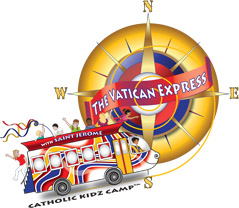 N
THE VATICAN EXPRESS
W
E
WITH SAINT JEROME
S
CATHOLIC KIDZ CAMP™